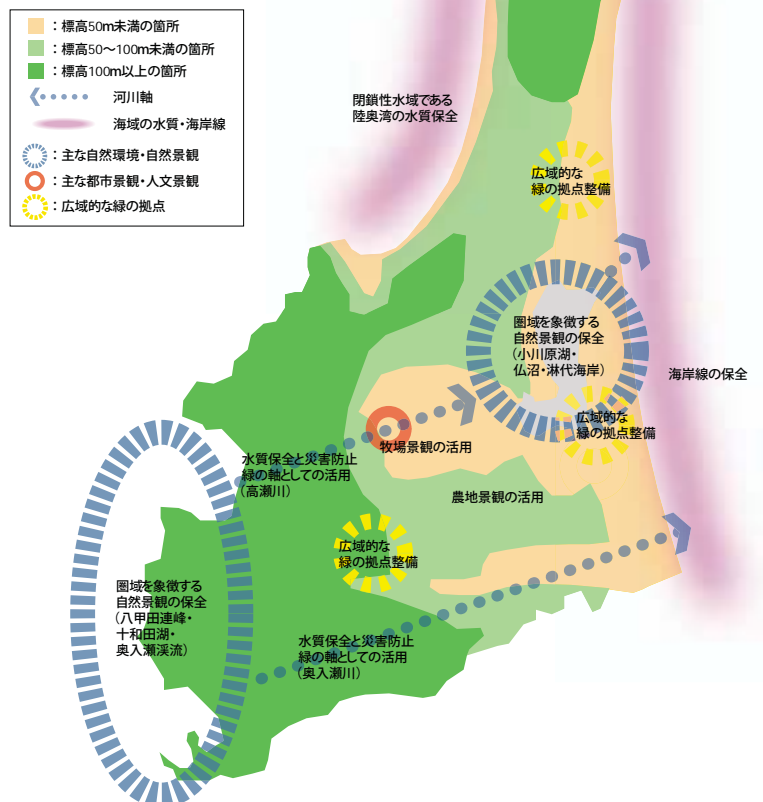 ：標高50m未満の箇所
：標高50～100m未満の箇所
：標高100m以上の箇所
河川軸
海域の水質・海岸線
：主な自然環境・自然景観
：主な都市景観・人文景観
：広域的な緑の拠点
閉鎖性水域である
陸奥湾の水質保全
広域的な
緑の拠点整備
圏域を象徴する
自然景観の保全
（小川原湖・
仏沼・淋代海岸）
海岸線の保全
広域的な
緑の拠点整備
牧場景観の活用
水質保全と災害防止
緑の軸としての活用
（高瀬川）
農地景観の活用
広域的な
緑の拠点整備
圏域を象徴する
自然景観の保全
（八甲田連峰・
十和田湖・
奥入瀬渓流）
水質保全と災害防止
緑の軸としての活用
（奥入瀬川）